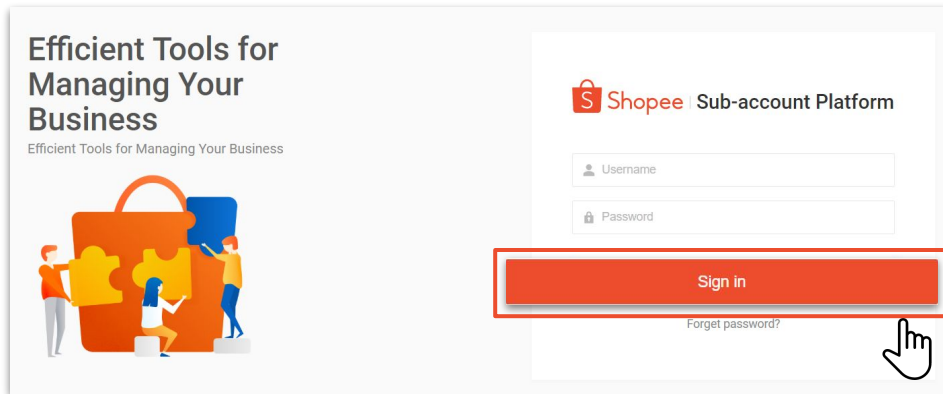 Efficient Tools for
Managing Your
Business
Efficient Tools for Managing Your Business
S Shopee Sub-account Platform
Username
Password
Sign in
Forget password?